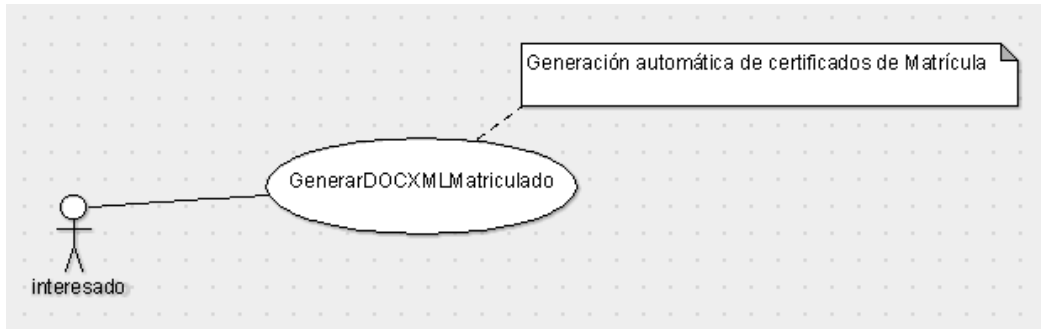 Generación automática de certificados de Matrícula
GenerarDOCXMLMatriculado
interesado